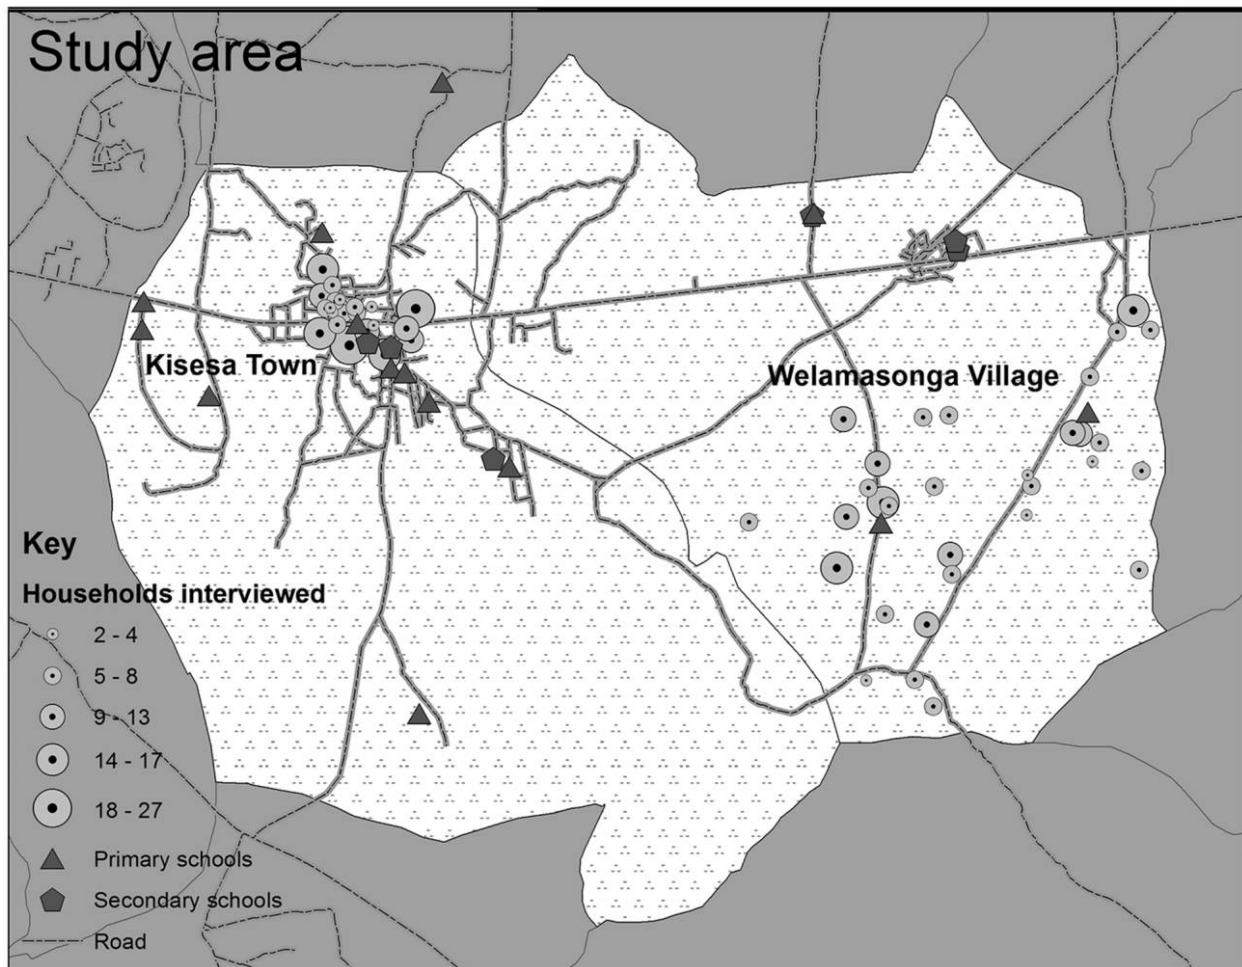 Study area
Kisesa Town
Welamasonga Village
Key
Households interviewed
2 - 4
5 - 8
9 - 13
14 - 17
18 - 27
Primary schools
Secondary schools
Road